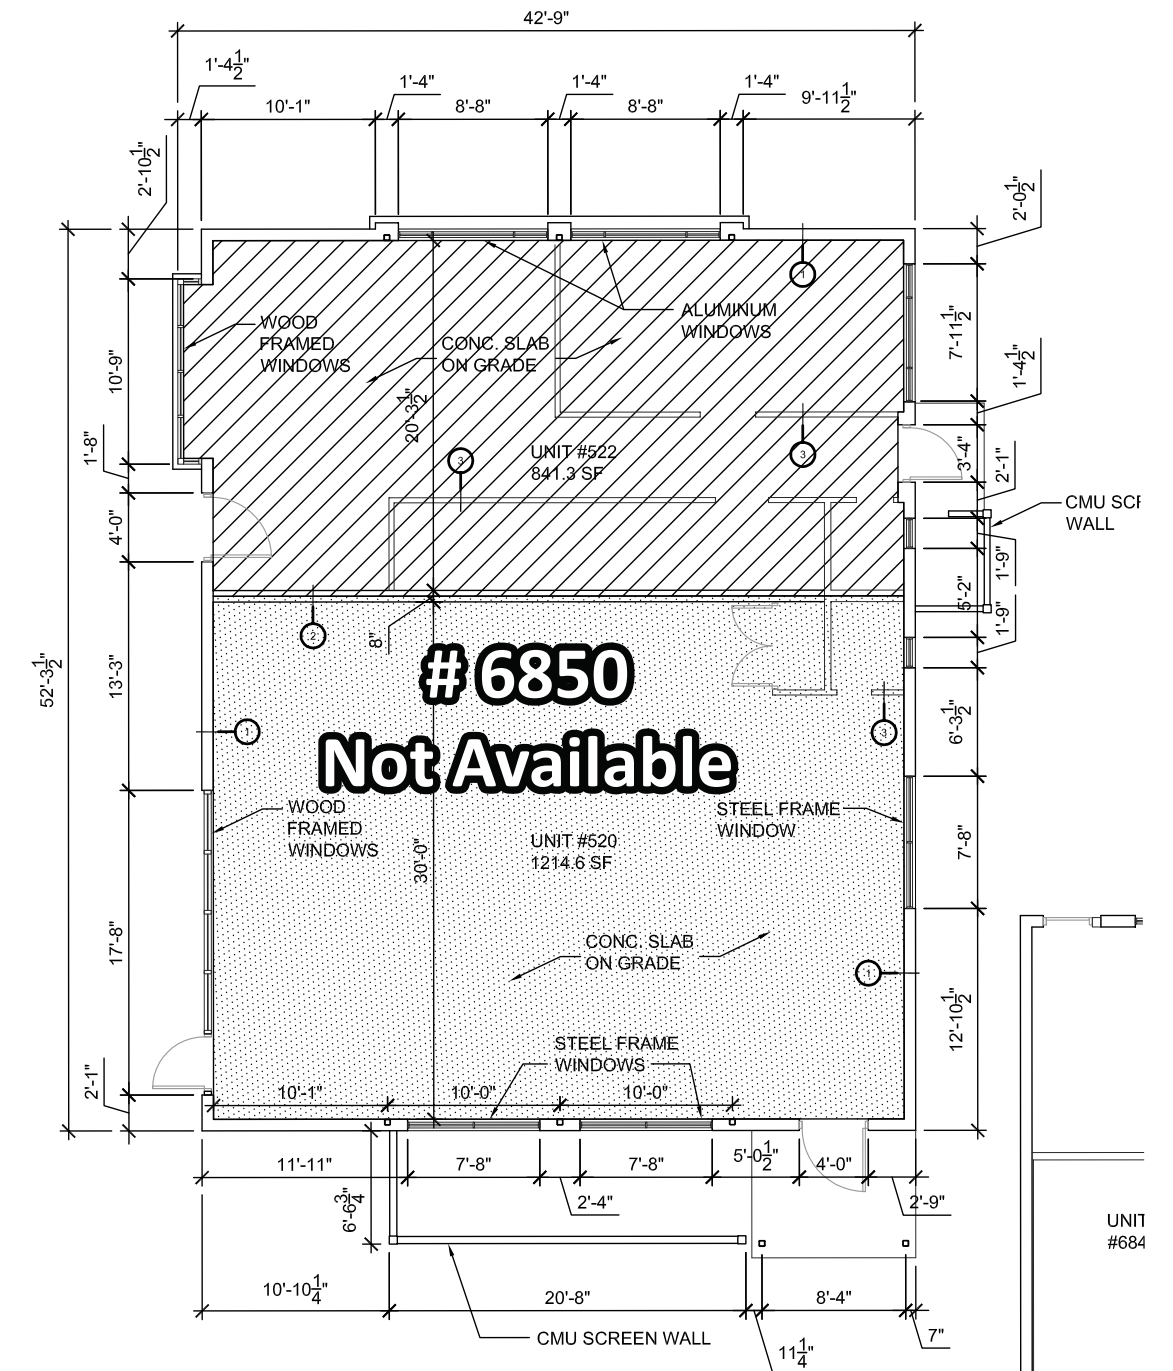 42'-9"
1'-4 1/2"
1'-4"
1'-4"
1'-4"
9'-11 1/2"
10'-1"
8'-8"
8'-8"
2'-10 1/2"
2'-0 1/2"
1
ALUMINUM
WINDOWS
WOOD
FRAMED
WINDOWS
CONC. SLAB
ON GRADE
7'-11 1/2"
1'-4 1/2"
10'-9"
20'-3 1/2"
1'-8"
UNIT #522
841.3 SF
3
3
3'-4"
2'-1"
CMU SCR
WALL
4'-0"
1'-9"
5'-2"
1'-9"
2
8"
52'-3 1/2"
13'-3"
# 6850
Not Available
1
3
6'-3 1/2"
WOOD
FRAMED
WINDOWS
STEEL FRAME
WINDOW
UNIT #520
1214.6 SF
30'-0"
7'-8"
17'-8"
CONC. SLAB
ON GRADE
1
12'-10 1/2"
STEEL FRAME
WINDOWS
2'-1"
10'-1"
10'-0"
10'-0"
11'-11"
7'-8"
7'-8"
5'-0 1/2"
4'-0"
2'-4"
2'-9"
6'-6 3/4"
UNIT
#684
10'-10 1/4"
20'-8"
8'-4"
CMU SCREEN WALL
11 1/4"
7"